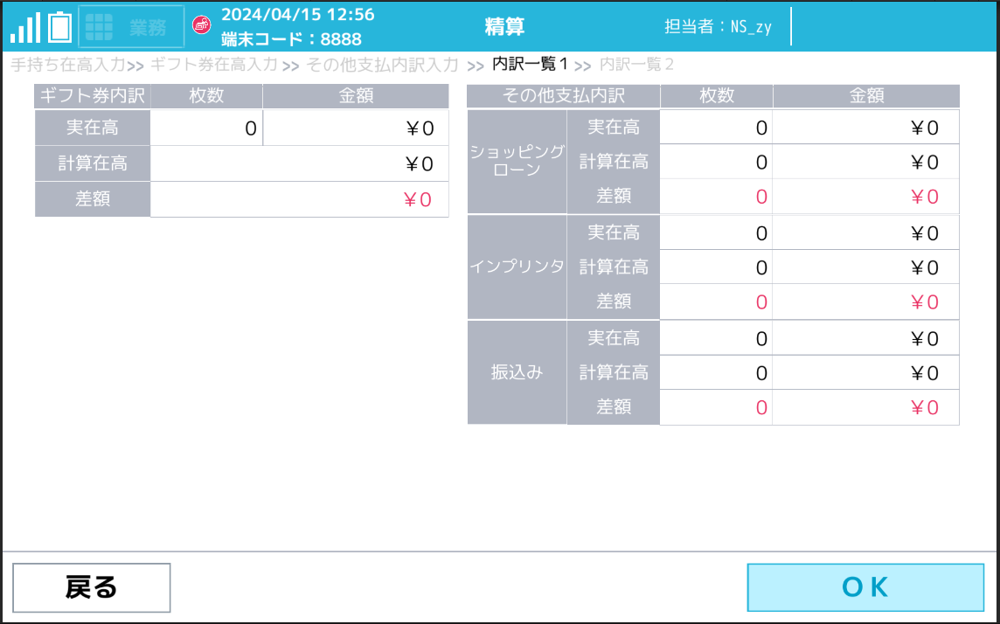 業務
2024/04/15 12:56
端末コード：8888
精算
担当者：NS_zy
手持ち在高入力>> ギフト券在高入力 >> その他支払内訳入力 >> 内訳一覧１ >> 内訳一覧２
ギフト券内訳 枚数 金額
実在高 0 ￥0
計算在高 ￥0
差額 ￥0
その他支払内訳 枚数 金額
ショッピング
ローン
実在高 0 ￥0
計算在高 0 ￥0
差額 0 ￥0
インプリンタ
実在高 0 ￥0
計算在高 0 ￥0
差額 0 ￥0
振込み
実在高 0 ￥0
計算在高 0 ￥0
差額 0 ￥0
戻る
OK